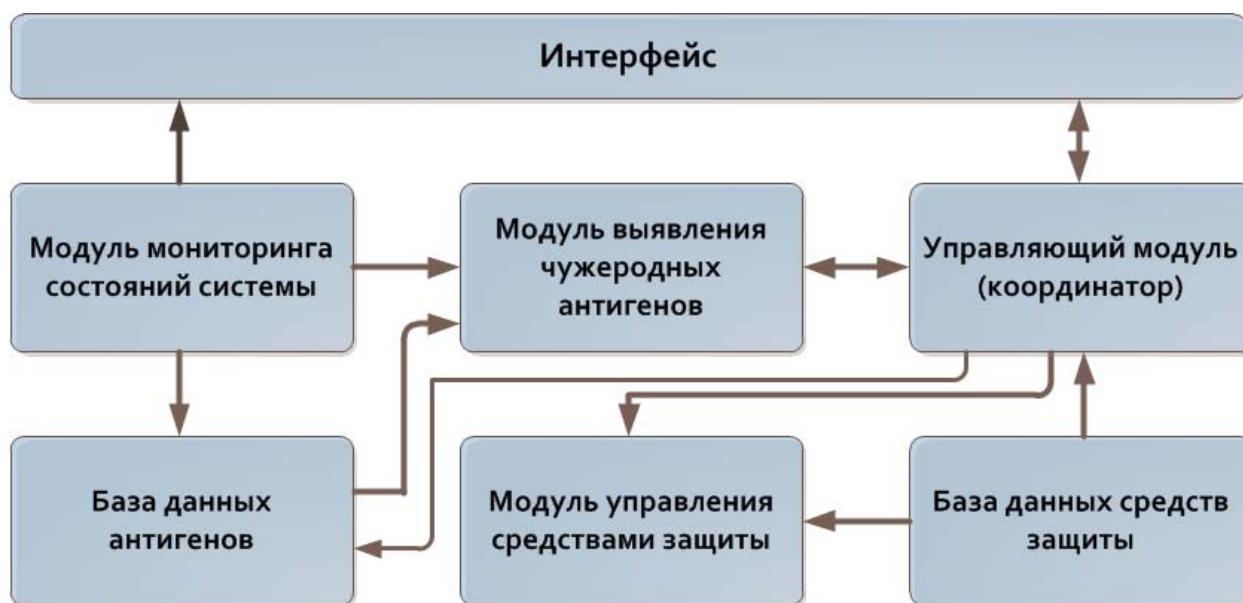 Интерфейс
Модуль мониторинга
состояний системы
Модуль выявления
чужеродных
антигенов
Управляющий модуль
(координатор)
База данных
антигенов
Модуль управления
средствами защиты
База данных средств
защиты